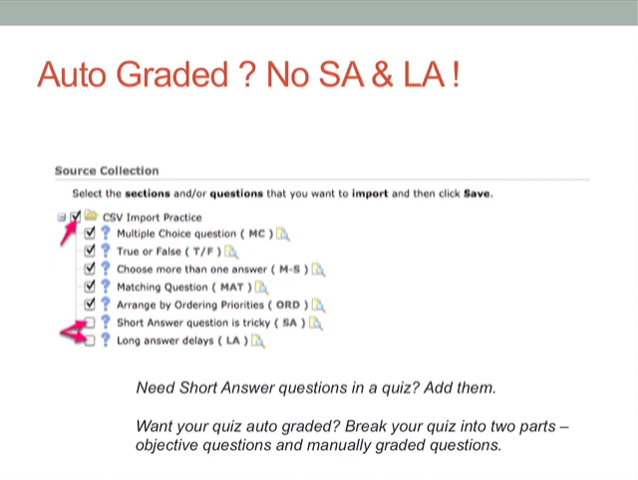 Auto Graded ? No SA & LA !
Source Collection
Select the sections and/or questions that you want to import and then click Save.
CSV Import Practice
? Multiple Choice question ( MC )
? True or False ( T/F )
? Choose more than one answer ( M-S )
? Matching Question ( MAT )
? Arrange by Ordering Priorities ( ORD )
? Short Answer question is tricky ( SA )
? Long answer delays ( LA )
Need Short Answer questions in a quiz? Add them.
Want your quiz auto graded? Break your quiz into two parts –
objective questions and manually graded questions.